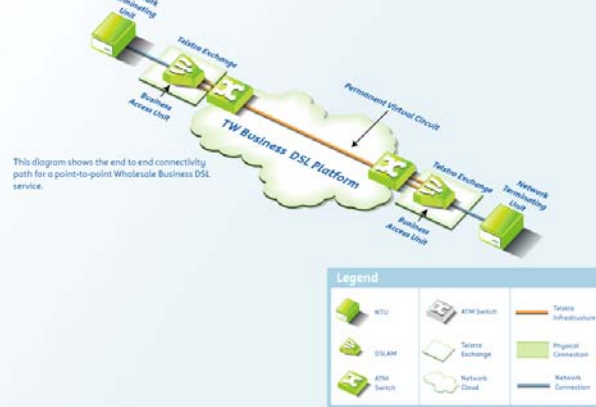 Terminating
Unit
Telstra Exchange
Business
Access Unit
Permanent Virtual Circuit
TW Business DSL Platform
Telstra Exchange
Network
Terminating
Unit
Business
Access Unit
This diagram shows the end to end connectivity
path for a point-to-point Wholesale Business DSL
service.
Legend
NTU
ATM Switch
Telstra
Infrastructure
DSLAM
Telstra
Exchange
Physical
Connection
ATM
Switch
Network
Cloud
Network
Connection